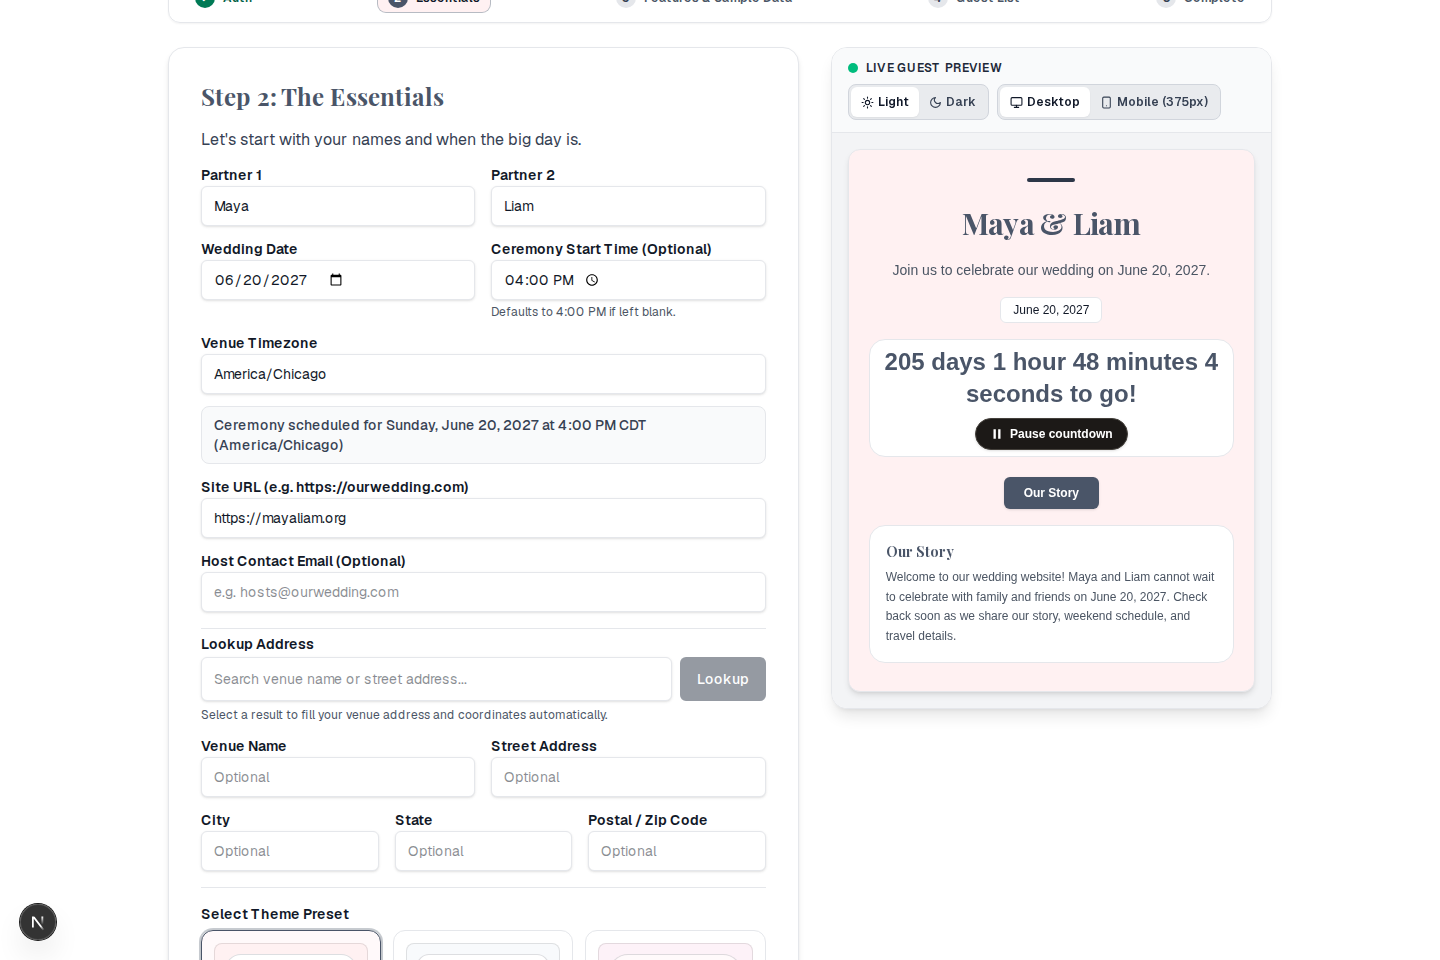 Step 2: The Essentials
Let's start with your names and when the big day is.
Partner 1
Partner 2
Maya
Liam
Wedding Date
Ceremony Start Time (Optional)
06/20/2027
04:00 PM
Defaults to 4:00 PM if left blank.
Venue Timezone
America/Chicago
Ceremony scheduled for Sunday, June 20, 2027 at 4:00 PM CDT
(America/Chicago)
Site URL (e.g. https://ourwedding.com)
https://mayaliam.org
Host Contact Email (Optional)
e.g. hosts@ourwedding.com
Lookup Address
Search venue name or street address...
Lookup
Select a result to fill your venue address and coordinates automatically.
Venue Name
Street Address
Optional
Optional
City
State
Postal / Zip Code
Optional
Optional
Optional
Select Theme Preset
LIVE GUEST PREVIEW
Light
Dark
Desktop
Mobile (375px)
Maya & Liam
Join us to celebrate our wedding on June 20, 2027.
June 20, 2027
205 days 1 hour 48 minutes 4
seconds to go!
Pause countdown
Our Story
Our Story
Welcome to our wedding website! Maya and Liam cannot wait
to celebrate with family and friends on June 20, 2027. Check
back soon as we share our story, weekend schedule, and
travel details.
N